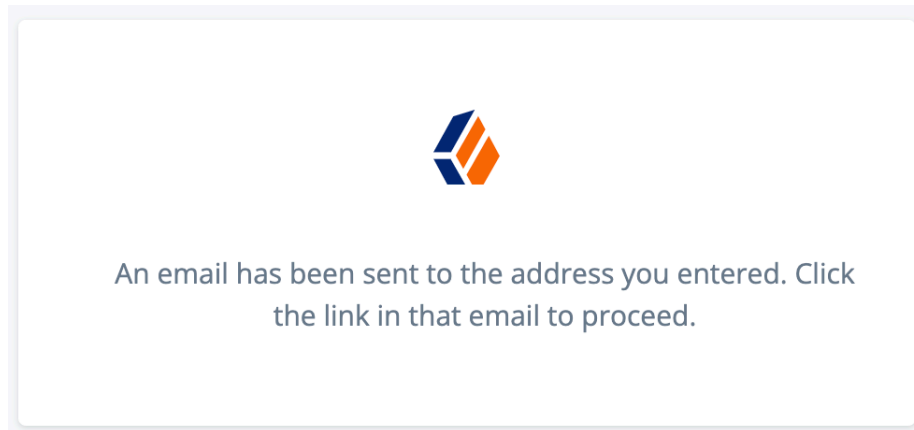 An email has been sent to the address you entered. Click
the link in that email to proceed.